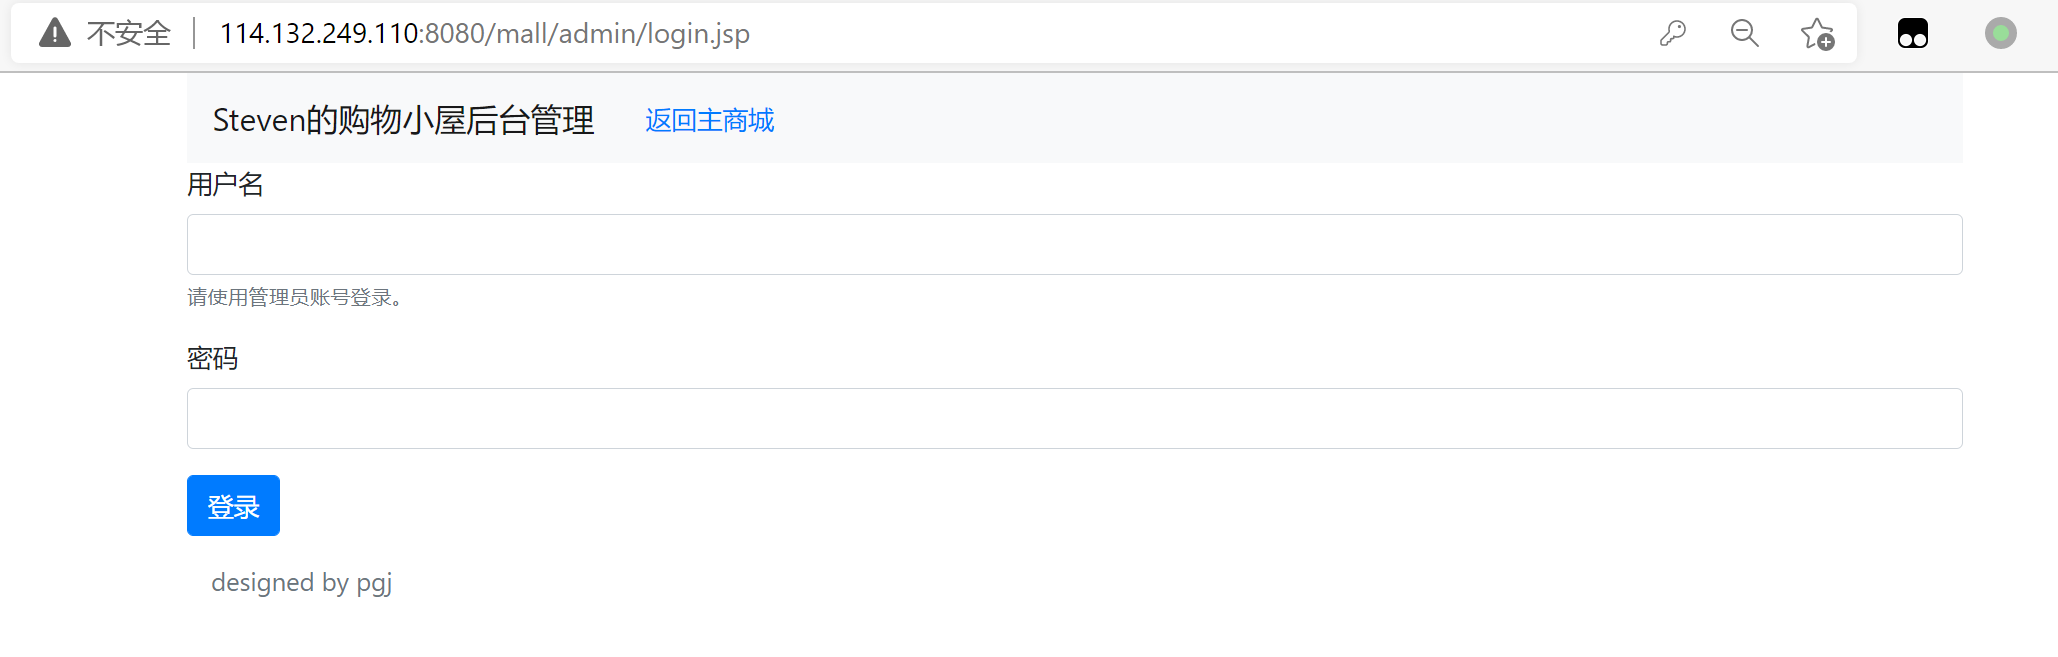 不安全 114.132.249.110:8080/mall/admin/login.jsp
Steven的购物小屋后台管理 返回主商城
用户名
请使用管理员账号登录。
密码
登录
designed by pgj